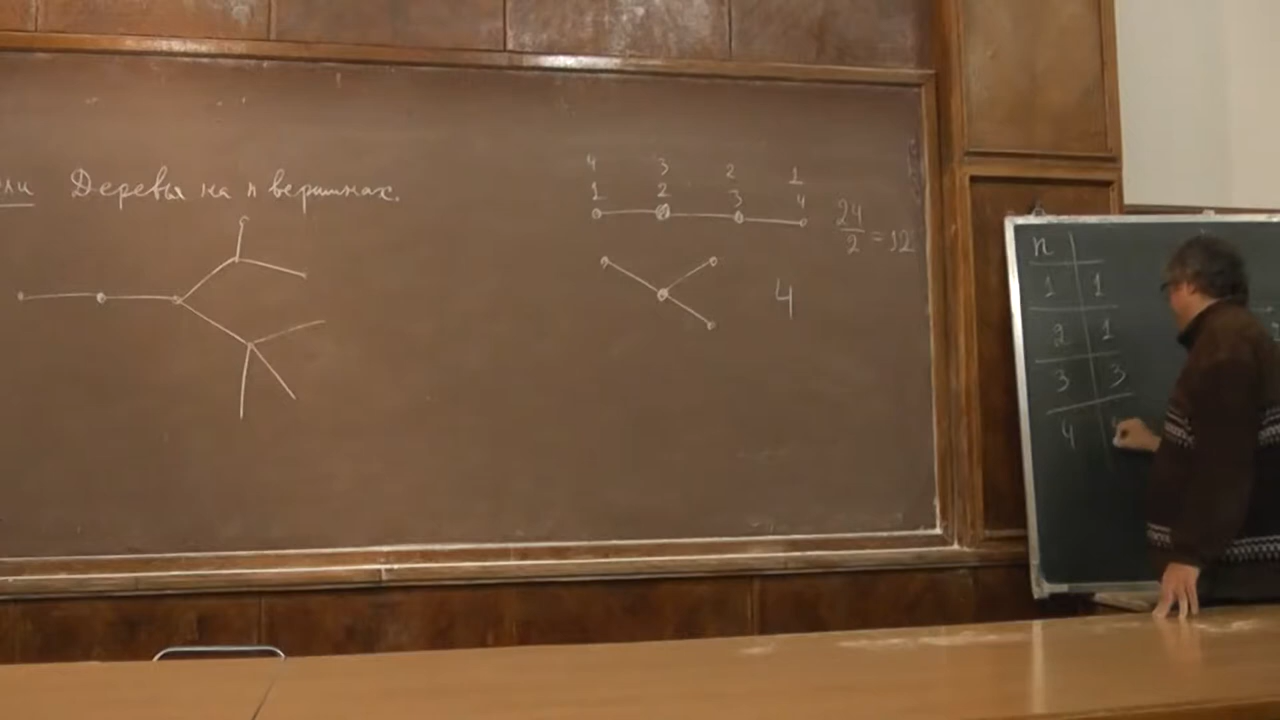 Деревья на n вершинах.
4 3 2 1
1 2 3 4
24/2 = 12
4
n
1 1
2 1
3 3
4